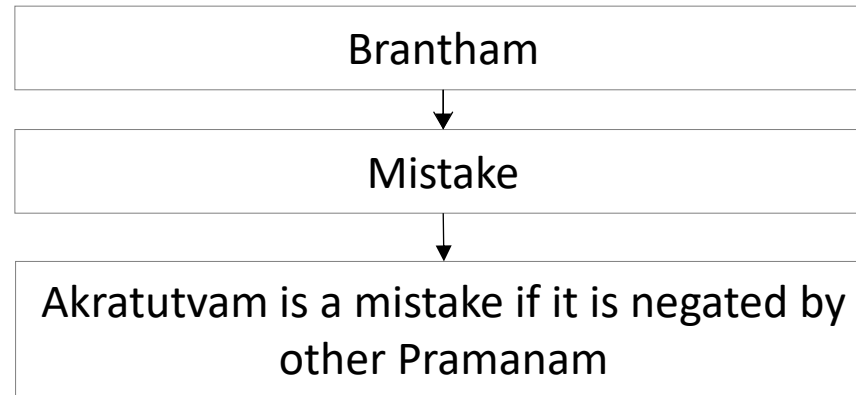 Brantham
Mistake
Akratutvam is a mistake if it is negated by
other Pramanam